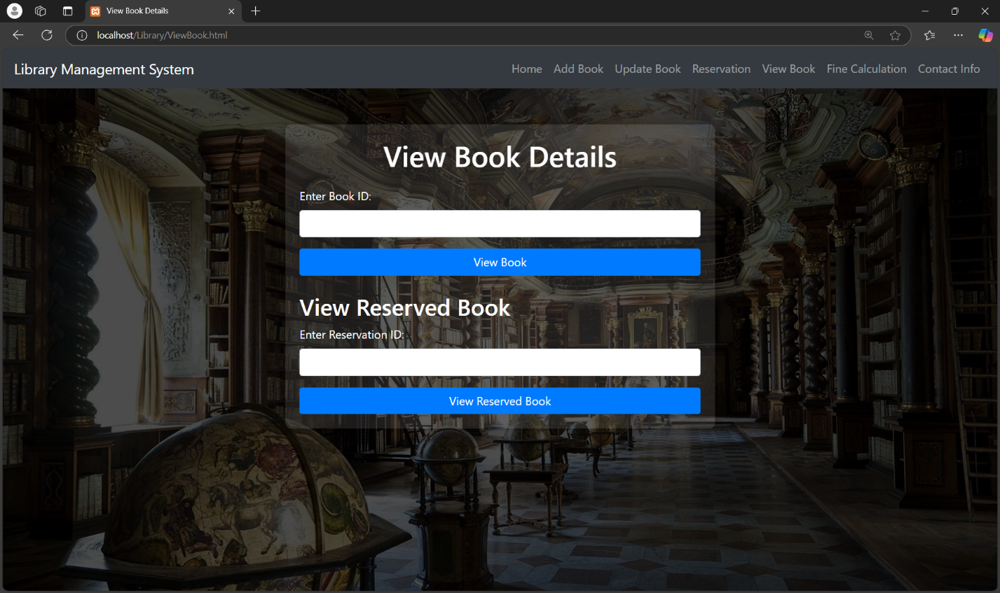 View Book Details
localhost/Library/ViewBook.html
Library Management System
Home Add Book Update Book Reservation View Book Fine Calculation Contact Info
View Book Details
Enter Book ID:
View Book
View Reserved Book
Enter Reservation ID:
View Reserved Book